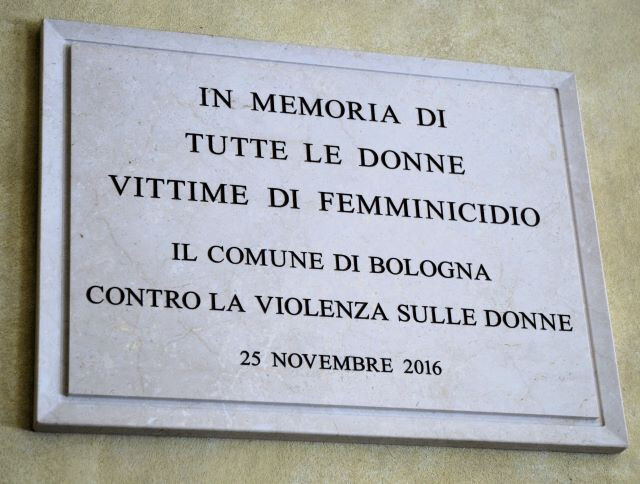 IN MEMORIA DI
TUTTE LE DONNE
VITTIME DI FEMMINICIDIO
IL COMUNE DI BOLOGNA
CONTRO LA VIOLENZA SULLE DONNE
25 NOVEMBRE 2016